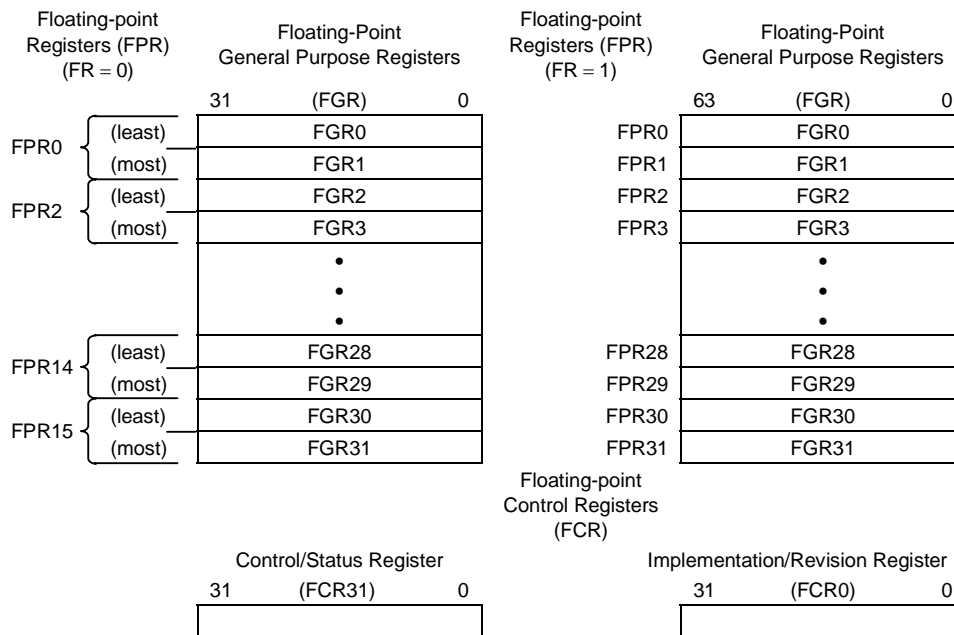 Floating-point
Registers (FPR)
(FR = 0)
Floating-Point
General Purpose Registers
31 (FGR) 0
FPR0
(least) FGR0
(most) FGR1
FPR2
(least) FGR2
(most) FGR3
FPR14
(least) FGR28
(most) FGR29
FPR15
(least) FGR30
(most) FGR31
Floating-point
Registers (FPR)
(FR = 1)
Floating-Point
General Purpose Registers
63 (FGR) 0
FPR0 FGR0
FPR1 FGR1
FPR2 FGR2
FPR3 FGR3
FPR28 FGR28
FPR29 FGR29
FPR30 FGR30
FPR31 FGR31
Floating-point
Control Registers
(FCR)
Control/Status Register
31 (FCR31) 0
Implementation/Revision Register
31 (FCR0) 0